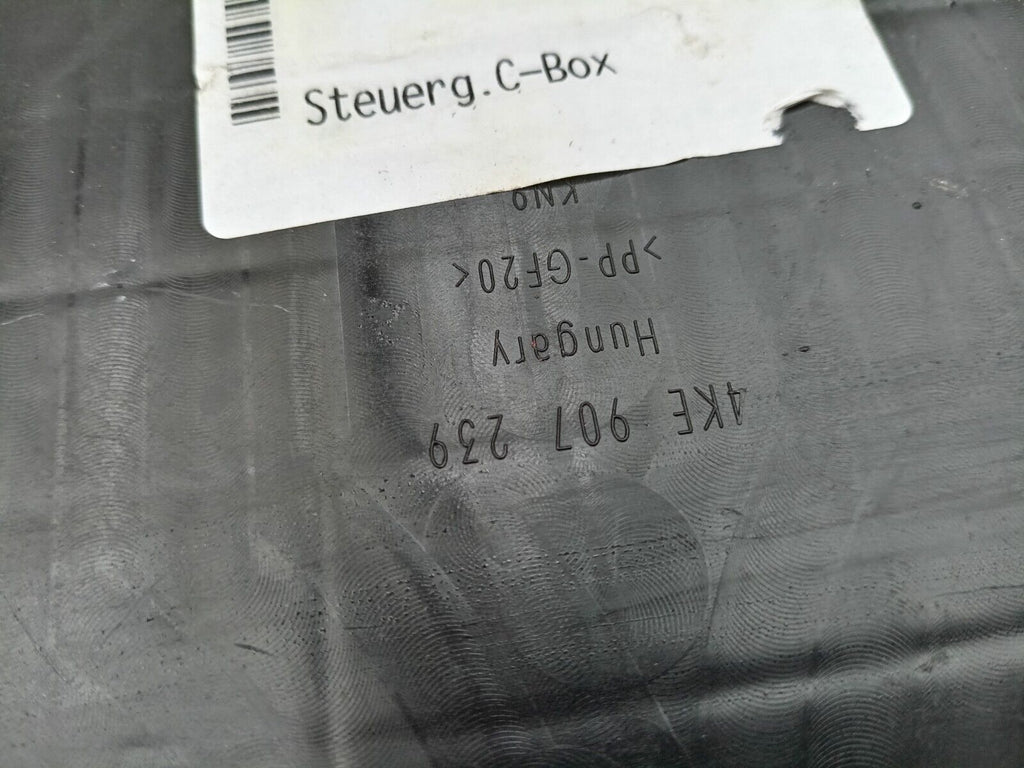 Steuerg.C-Box
4KE 907 239
Hungary
>PP-GF20<
KN9